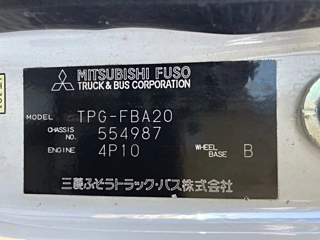 MITSUBISHI FUSO
TRUCK & BUS CORPORATION
MODEL TPG-FBA20
CHASSIS NO. 554987
ENGINE 4P10 WHEEL BASE B
三菱ふそうトラック・バス株式会社